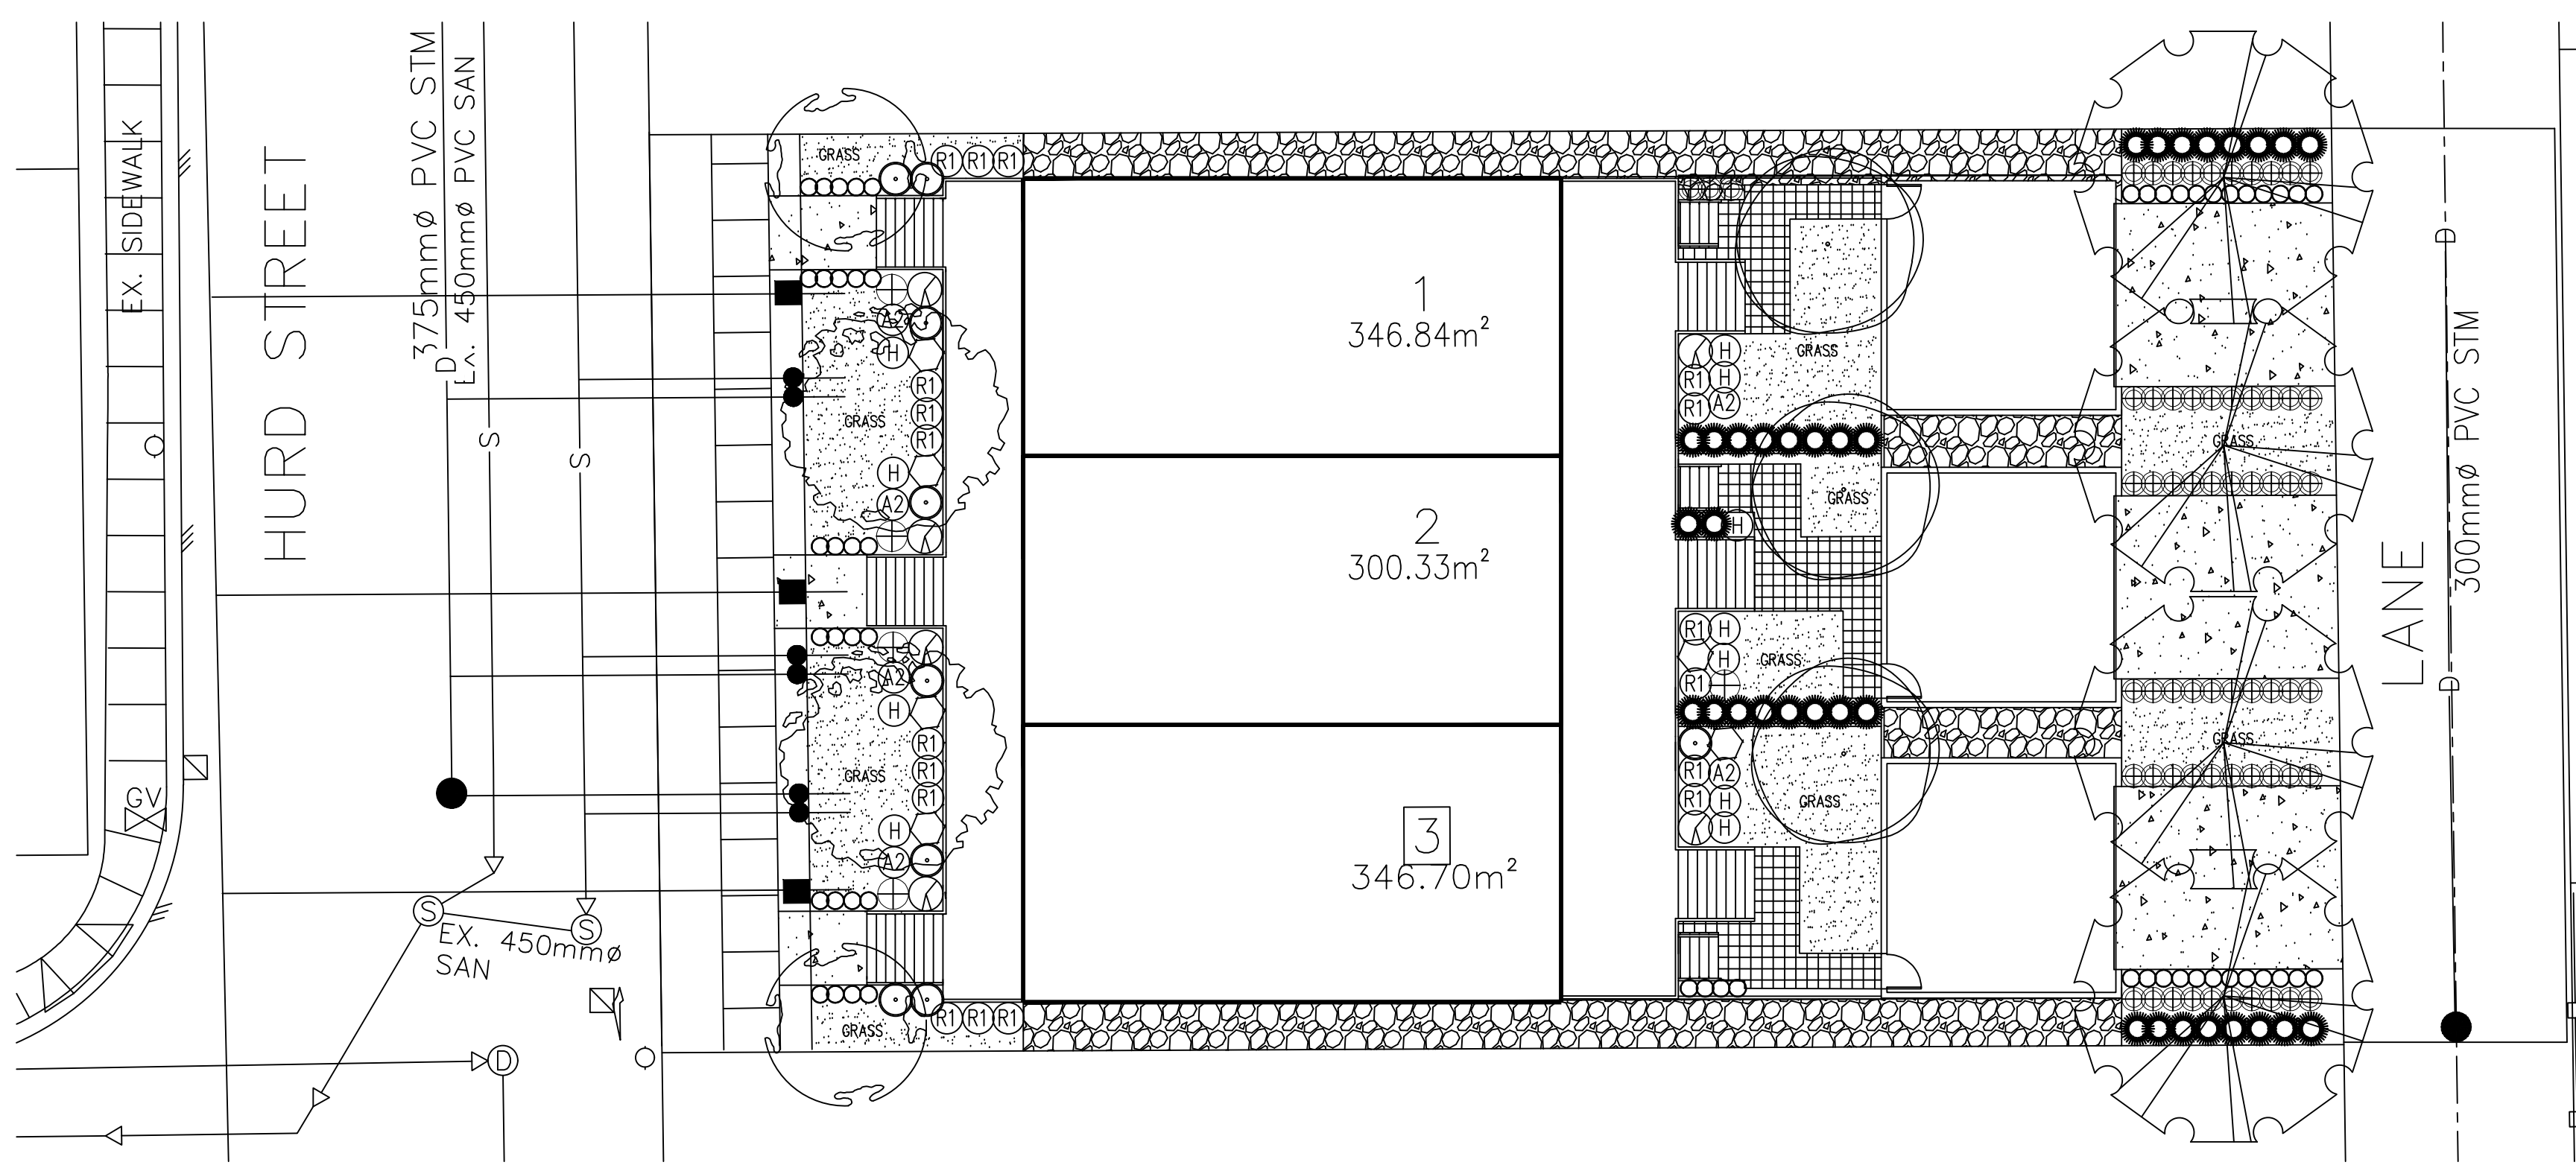 EX. SIDEWALK
HURD STREET
375mmø PVC STM
EX. 450mmø PVC SAN
D
S
S
GV
S
S
EX. 450mmø
SAN
D
GRASS
R1 R1 R1
A2
H
R1
GRASS
R1
R1
H
A2
A2
H
R1
GRASS
R1
R1
H
A2
GRASS
R1 R1 R1
1
346.84m²
2
300.33m²
3
346.70m²
H
GRASS
R1 H
R1 A2
GRASS
H
R1 H
H
GRASS
R1
R1 A2
R1 H
GRASS
H
GRASS
GRASS
LANE
D
300mmø PVC STM
D